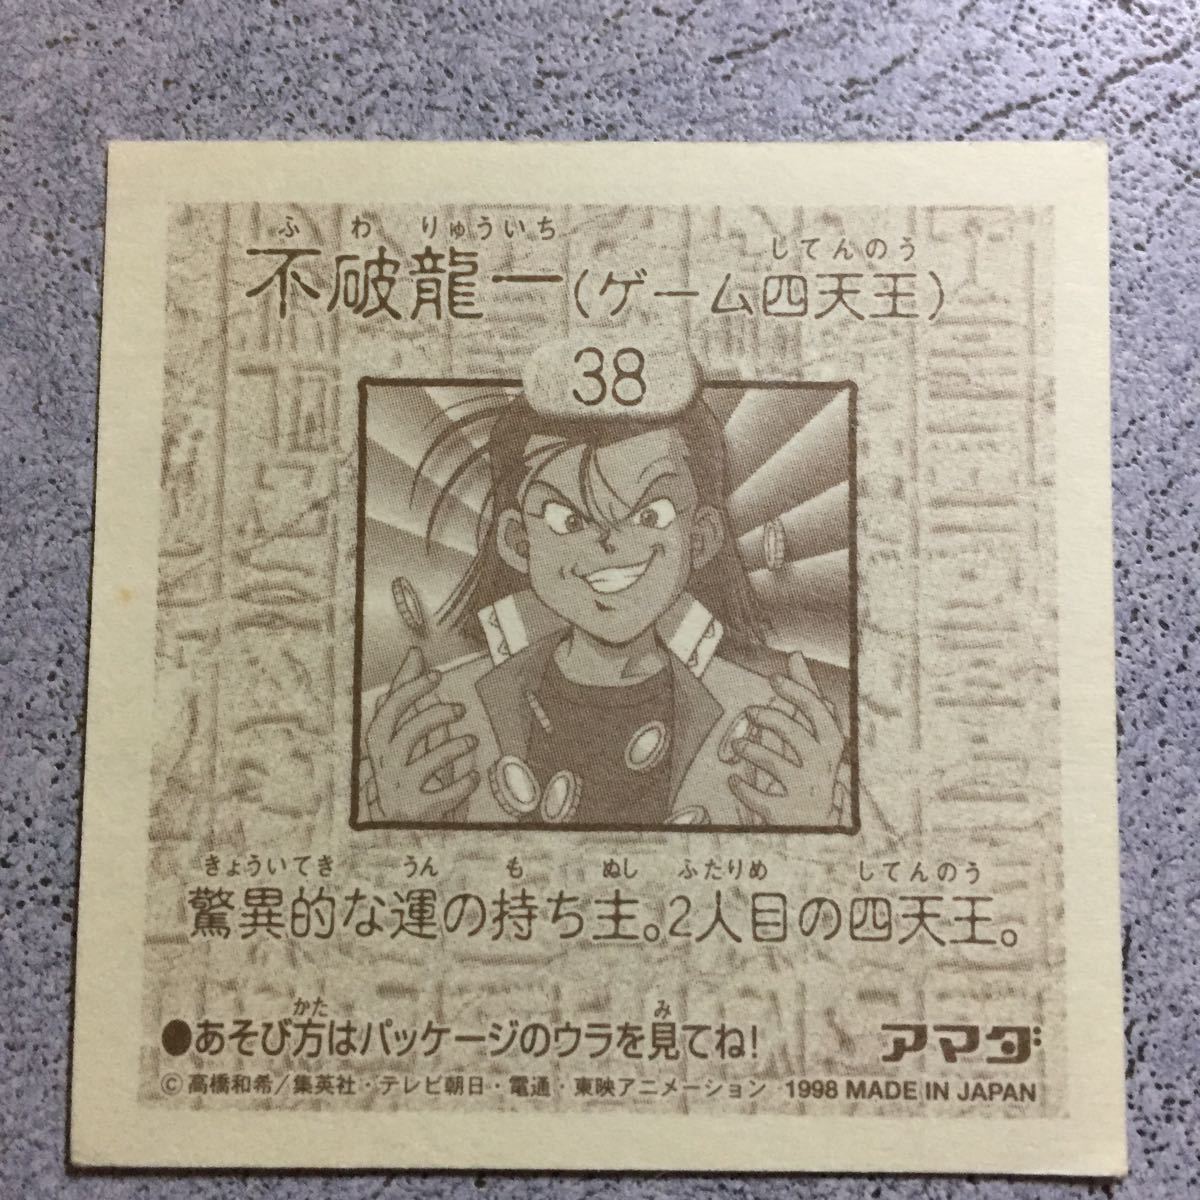 ふわりゅういち
してんのう
不破龍一(ゲーム四天王)
38
きょういてき うん も ぬし ふたりめ してんのう
驚異的な運の持ち主。2人目の四天王。
かた み
●あそび方はパッケージのウラを見てね! アマダ
©高橋和希/集英社・テレビ朝日・電通・東映アニメーション 1998 MADE IN JAPAN